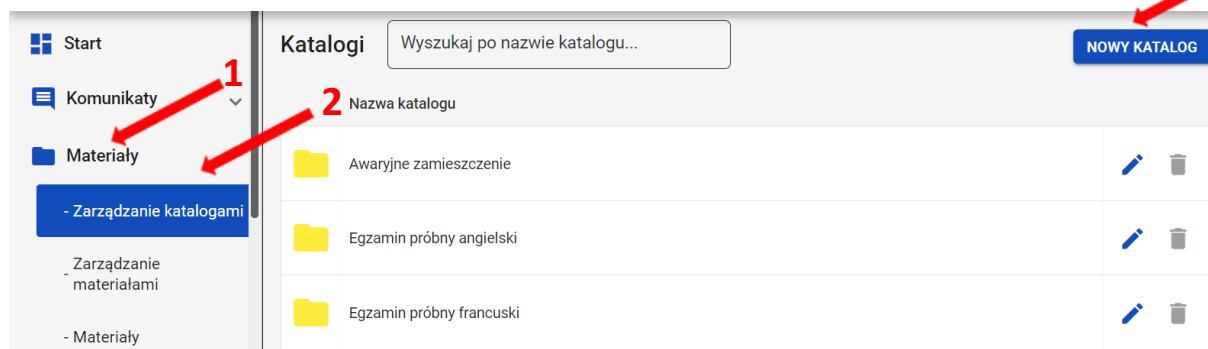 Start
Komunikaty
Materiały
- Zarządzanie katalogami
- Zarządzanie
materiałami
- Materiały
1
2
Katalogi
Wyszukaj po nazwie katalogu...
NOWY KATALOG
Nazwa katalogu
Awaryjne zamieszczenie
Egzamin próbny angielski
Egzamin próbny francuski